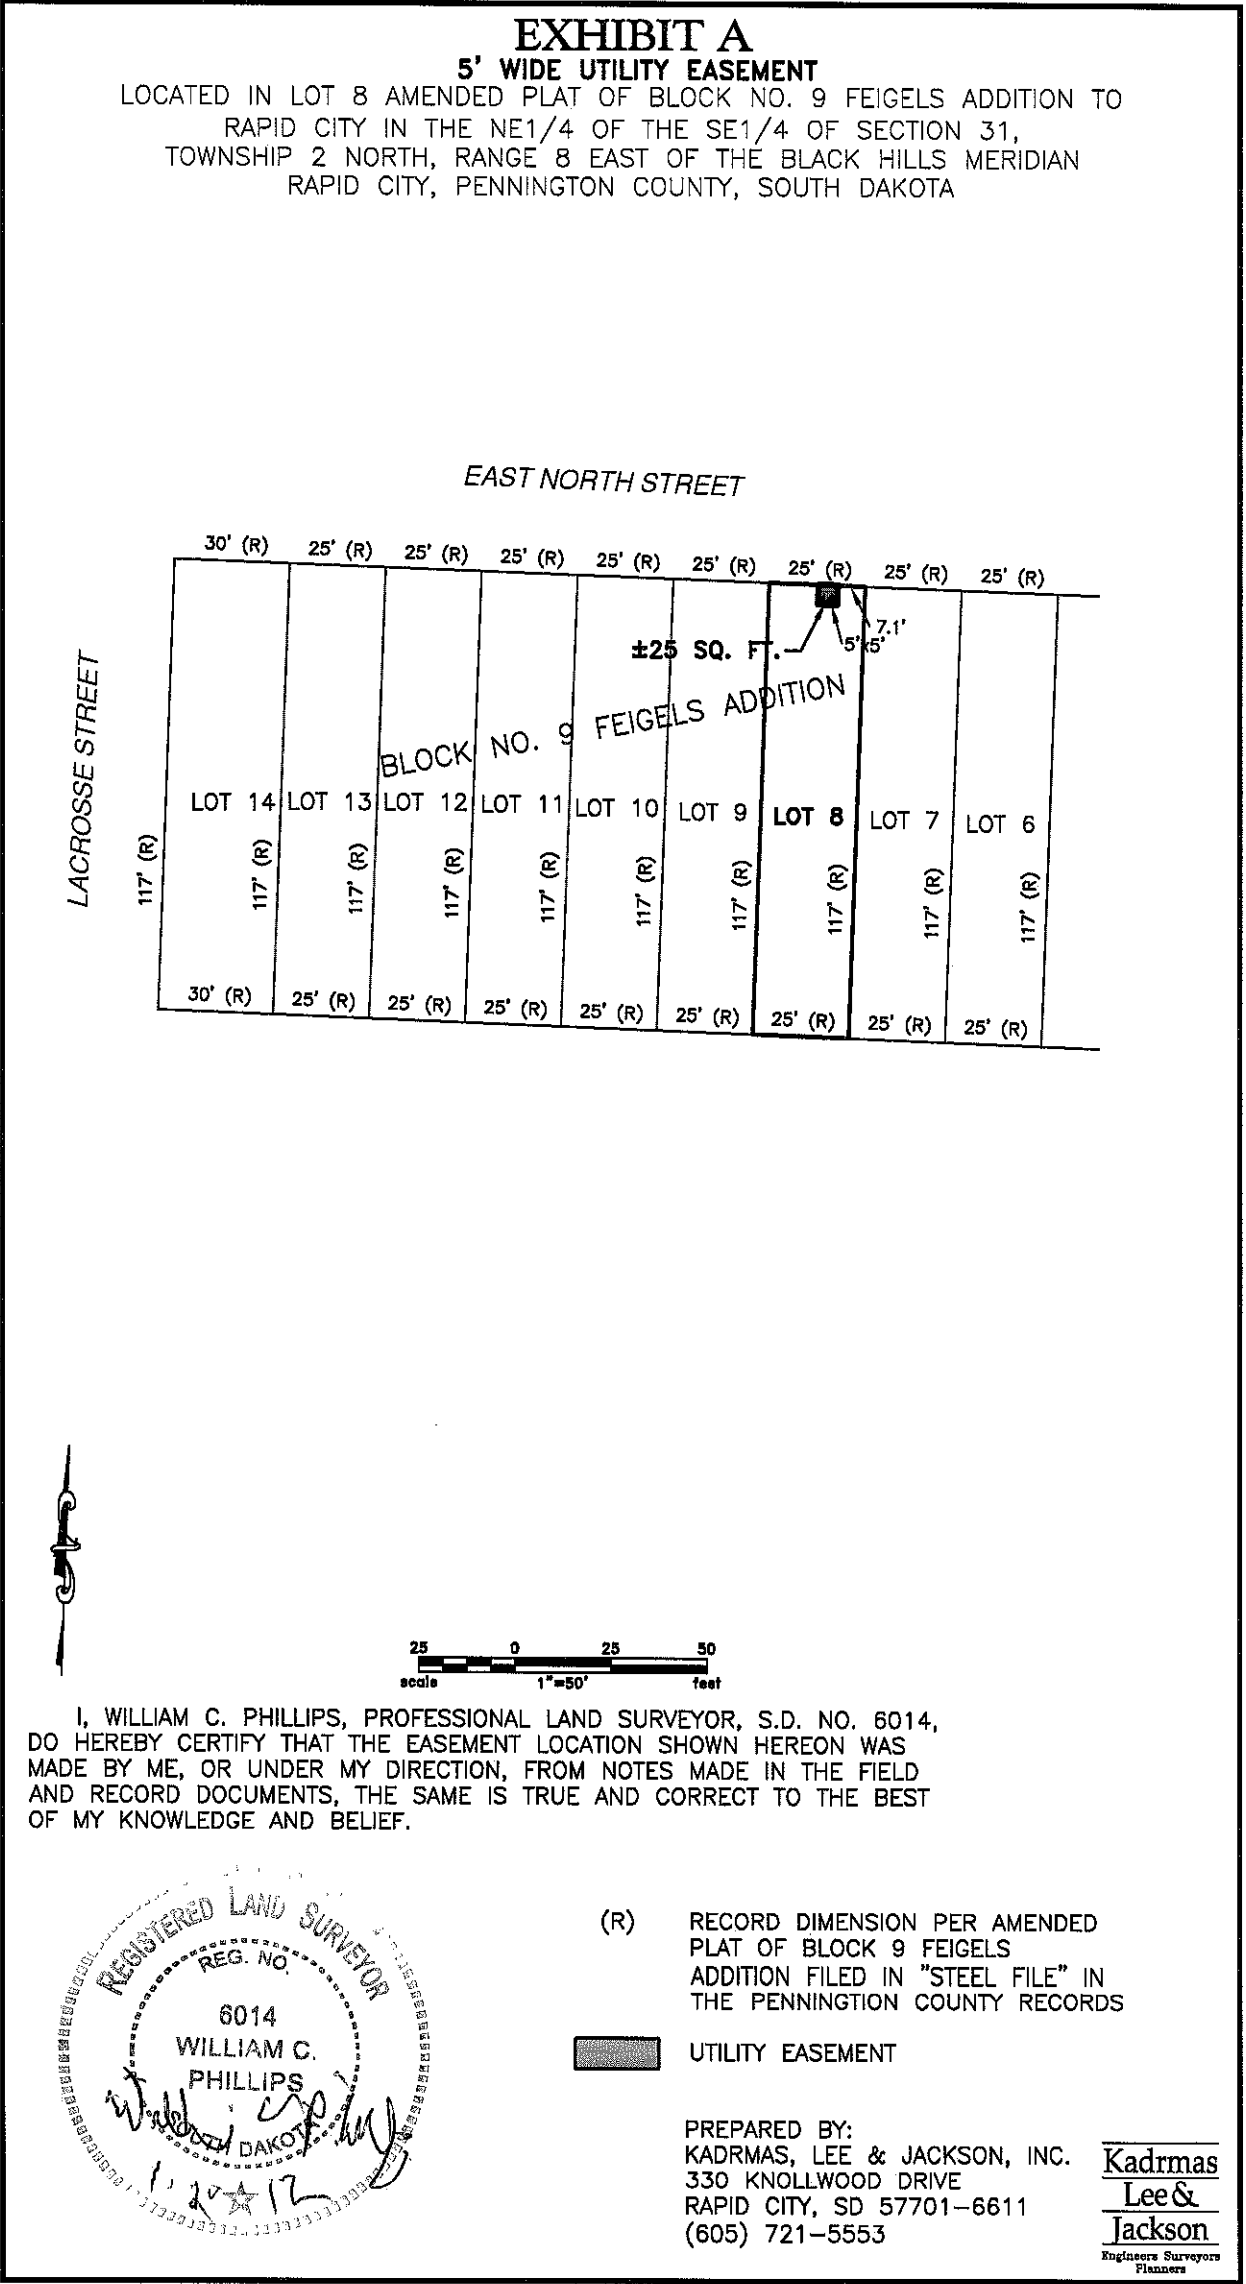 EXHIBIT A
5' WIDE UTILITY EASEMENT
LOCATED IN LOT 8 AMENDED PLAT OF BLOCK NO. 9 FEIGELS ADDITION TO
RAPID CITY IN THE NE1/4 OF THE SE1/4 OF SECTION 31,
TOWNSHIP 2 NORTH, RANGE 8 EAST OF THE BLACK HILLS MERIDIAN
RAPID CITY, PENNINGTON COUNTY, SOUTH DAKOTA
EAST NORTH STREET
30' (R) 25' (R) 25' (R) 25' (R) 25' (R) 25' (R) 25' (R) 25' (R) 25' (R)
7.1'
±25 SQ. FT.
5'x5'
LACROSSE STREET
BLOCK NO. 9 FEIGELS ADDITION
LOT 14 LOT 13 LOT 12 LOT 11 LOT 10 LOT 9 LOT 8 LOT 7 LOT 6
117' (R) 117' (R) 117' (R) 117' (R) 117' (R) 117' (R) 117' (R) 117' (R) 117' (R) 117' (R)
30' (R) 25' (R) 25' (R) 25' (R) 25' (R) 25' (R) 25' (R) 25' (R) 25' (R)
25 0 25 50
scale 1"=50' feet
I, WILLIAM C. PHILLIPS, PROFESSIONAL LAND SURVEYOR, S.D. NO. 6014,
DO HEREBY CERTIFY THAT THE EASEMENT LOCATION SHOWN HEREON WAS
MADE BY ME, OR UNDER MY DIRECTION, FROM NOTES MADE IN THE FIELD
AND RECORD DOCUMENTS, THE SAME IS TRUE AND CORRECT TO THE BEST
OF MY KNOWLEDGE AND BELIEF.
REGISTERED LAND SURVEYOR
REG. NO.
6014
WILLIAM C.
PHILLIPS
SOUTH DAKOTA
(R) RECORD DIMENSION PER AMENDED
PLAT OF BLOCK 9 FEIGELS
ADDITION FILED IN "STEEL FILE" IN
THE PENNINGTION COUNTY RECORDS
UTILITY EASEMENT
PREPARED BY:
KADRMAS, LEE & JACKSON, INC.
330 KNOLLWOOD DRIVE
RAPID CITY, SD 57701-6611
(605) 721-5553
Kadrmas
Lee &
Jackson
Engineers Surveyors
Planners